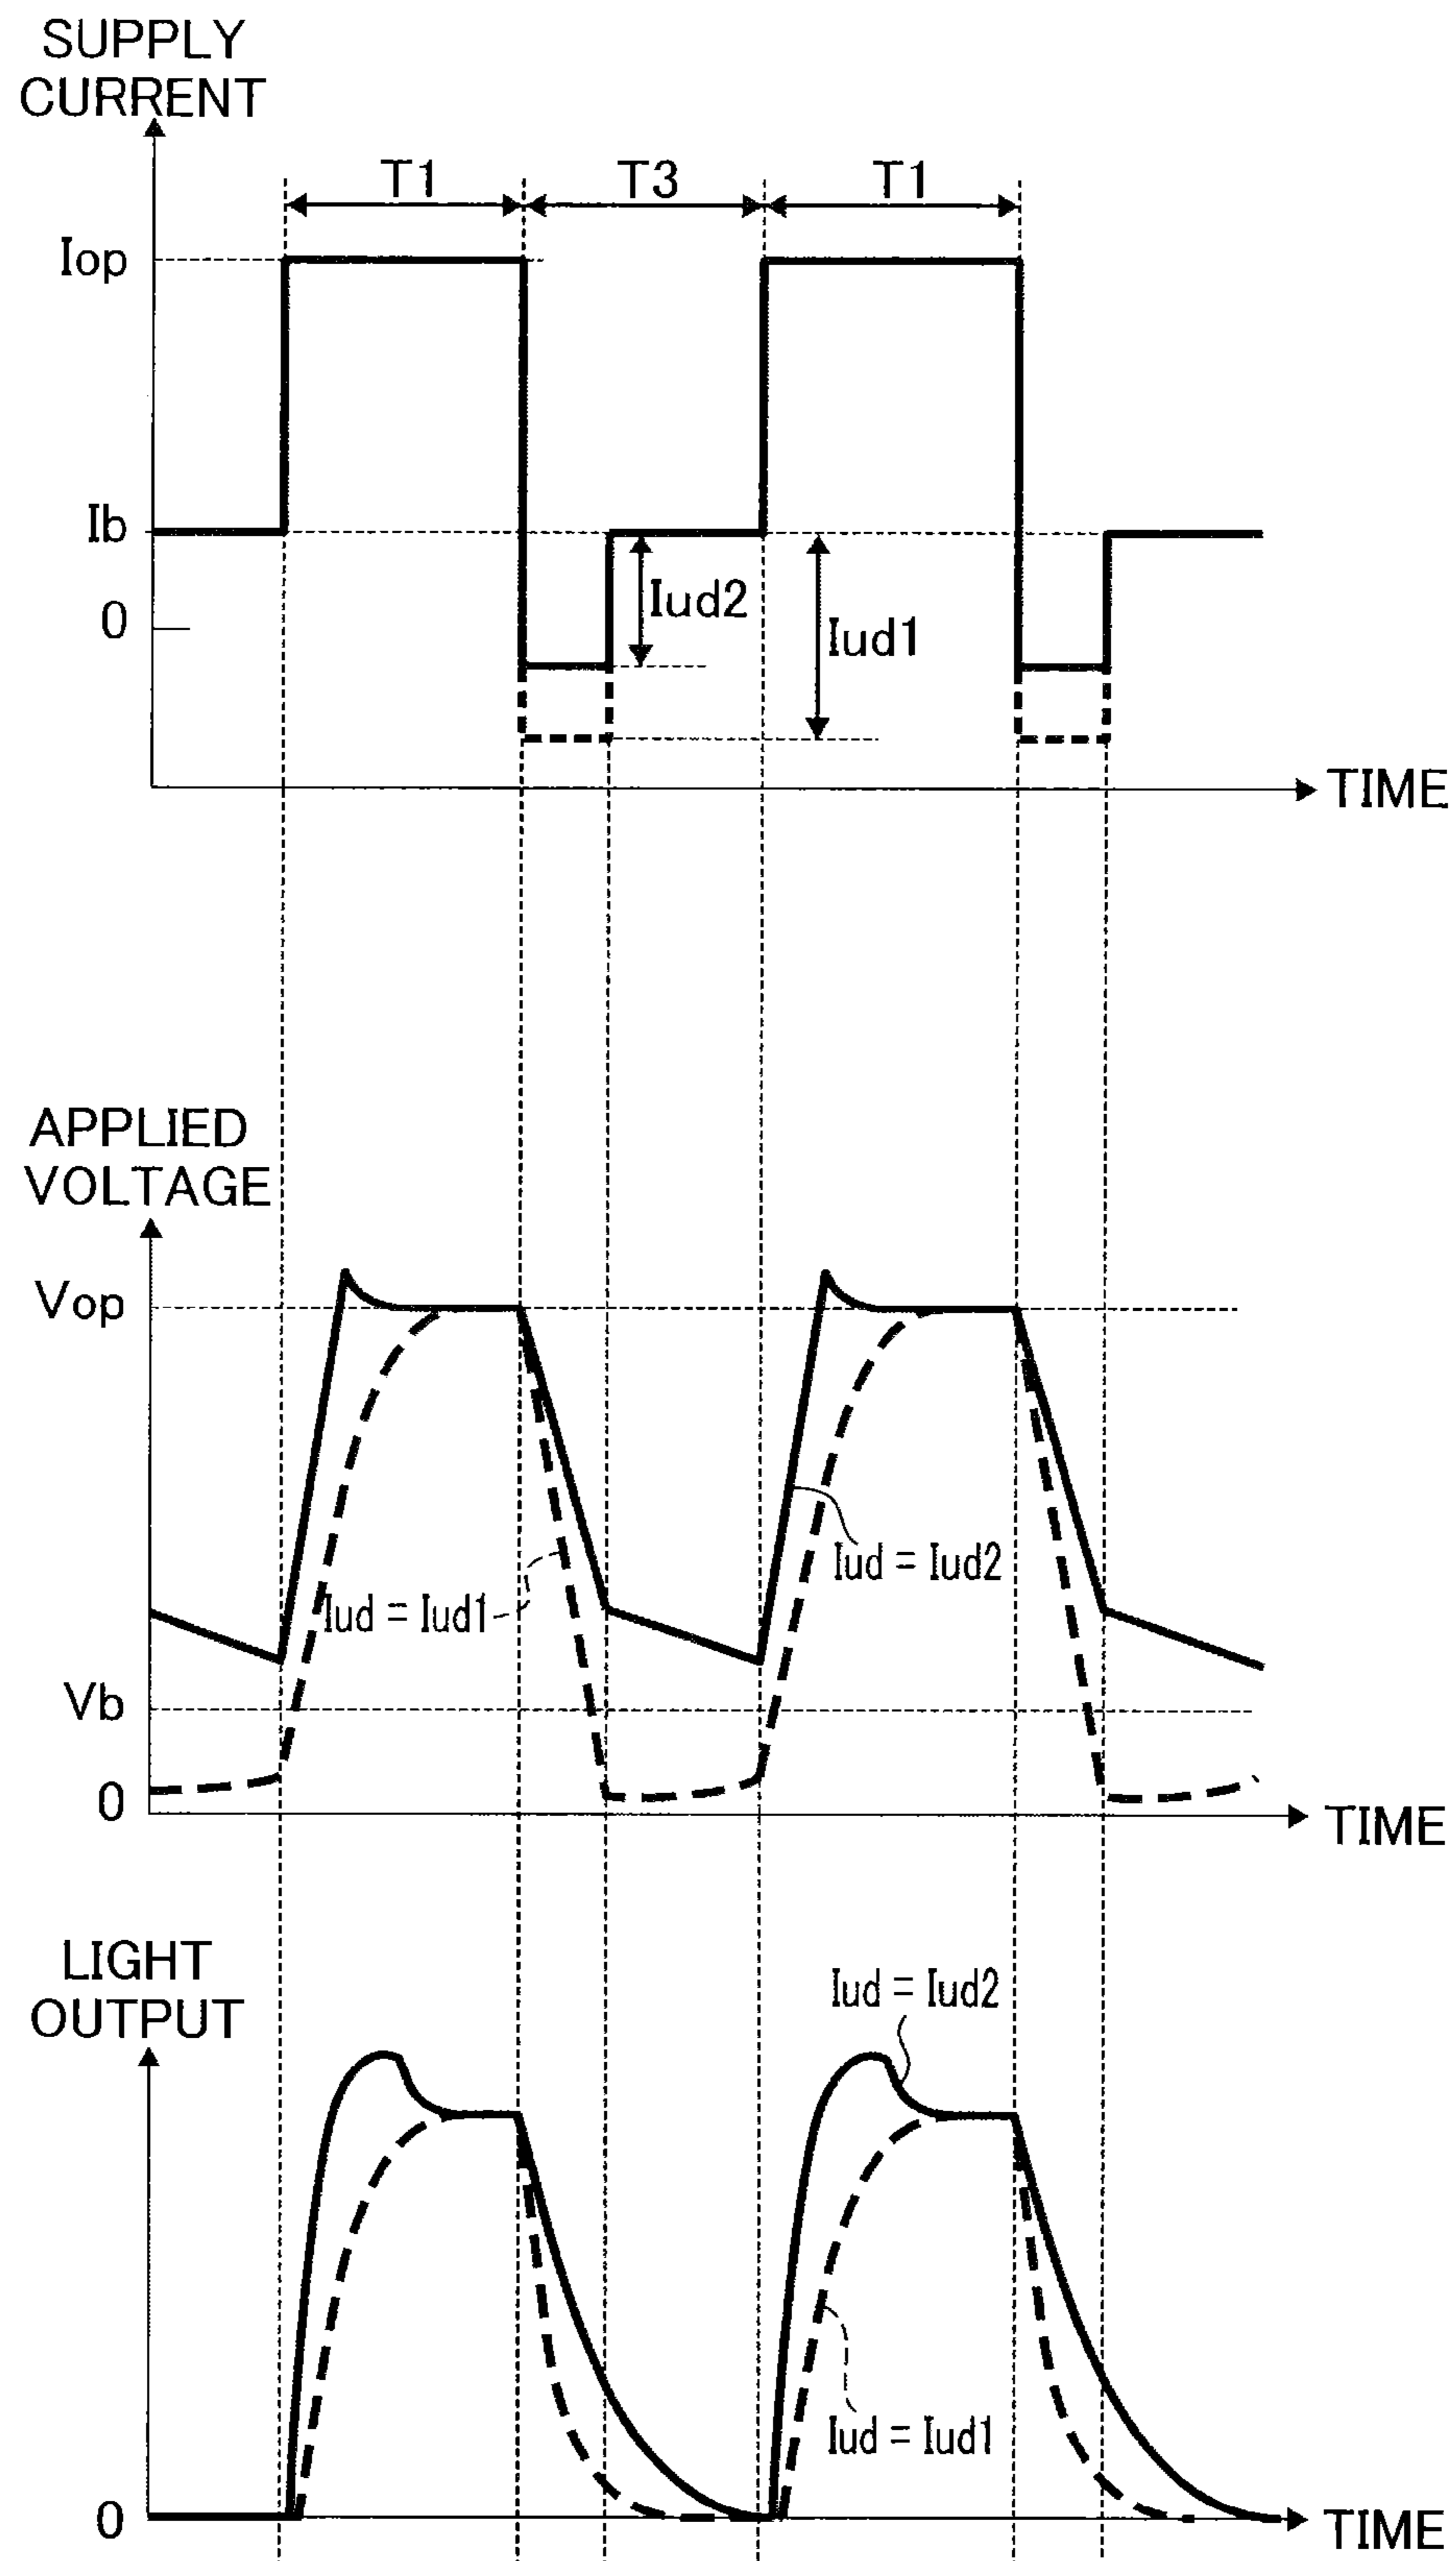 SUPPLY
CURRENT
T1 T3 T1
Iop
Ib
Iud2
0
Iud1
TIME
APPLIED
VOLTAGE
Vop
Iud = Iud2
Iud = Iud1
Vb
0
TIME
LIGHT
OUTPUT
Iud = Iud2
Iud = Iud1
0
TIME